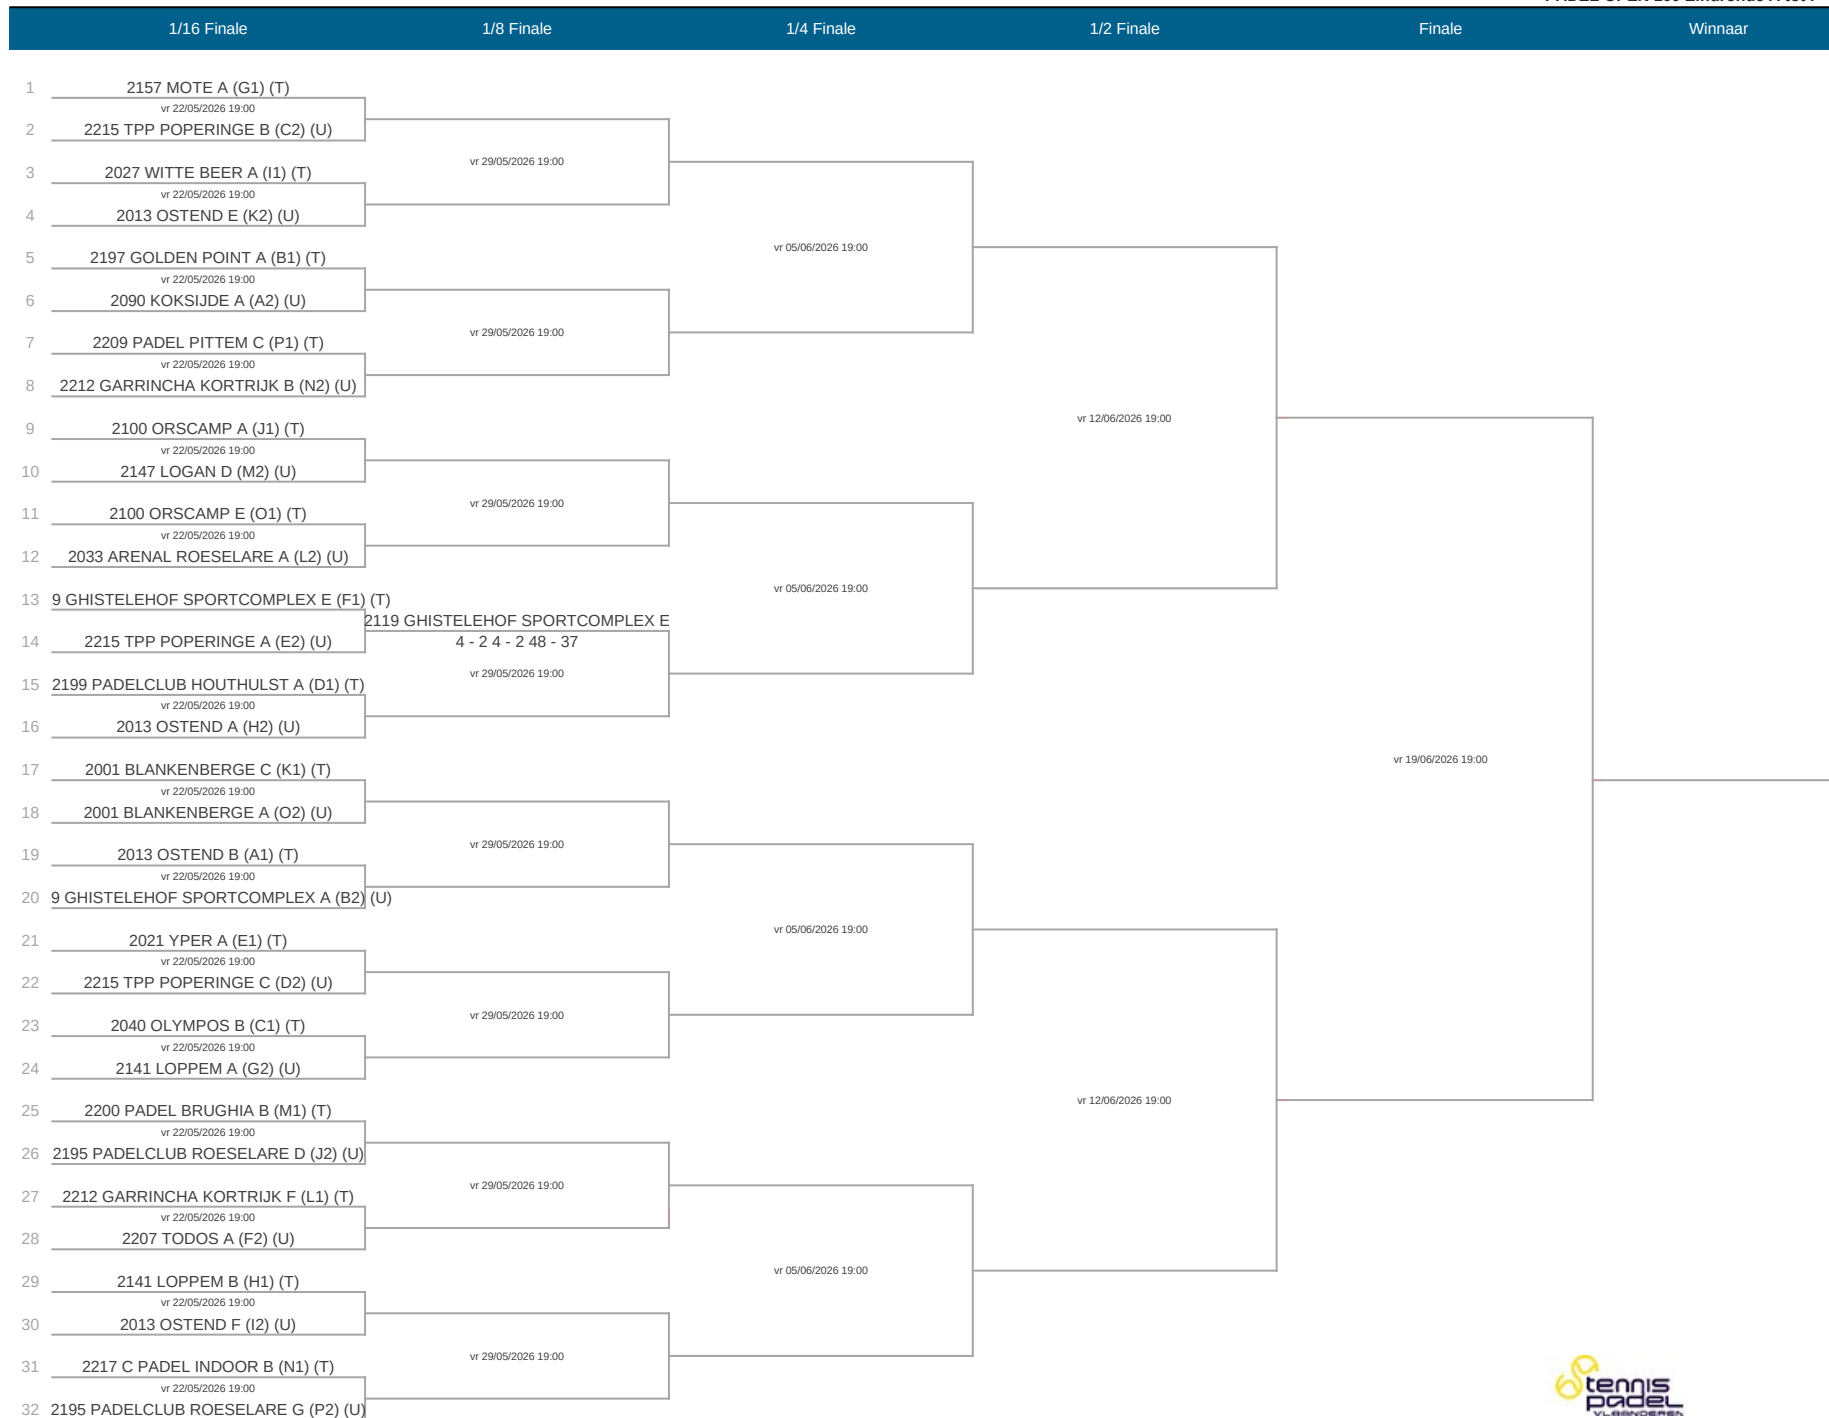 1/16 Finale 1/8 Finale 1/4 Finale 1/2 Finale Finale Winnaar
1 2157 MOTE A (G1) (T)
vr 22/05/2026 19:00
2 2215 TPP POPERINGE B (C2) (U)
vr 29/05/2026 19:00
3 2027 WITTE BEER A (I1) (T)
vr 22/05/2026 19:00
4 2013 OSTEND E (K2) (U)
vr 05/06/2026 19:00
5 2197 GOLDEN POINT A (B1) (T)
vr 22/05/2026 19:00
6 2090 KOKSIJDE A (A2) (U)
vr 29/05/2026 19:00
7 2209 PADEL PITTEM C (P1) (T)
vr 22/05/2026 19:00
8 2212 GARRINCHA KORTRIJK B (N2) (U)
vr 12/06/2026 19:00
9 2100 ORSCAMP A (J1) (T)
vr 22/05/2026 19:00
10 2147 LOGAN D (M2) (U)
vr 29/05/2026 19:00
11 2100 ORSCAMP E (O1) (T)
vr 22/05/2026 19:00
12 2033 ARENAL ROESELARE A (L2) (U)
vr 05/06/2026 19:00
13 9 GHISTELEHOF SPORTCOMPLEX E (F1) (T)
2119 GHISTELEHOF SPORTCOMPLEX E
14 2215 TPP POPERINGE A (E2) (U)
4 - 2 4 - 2 48 - 37
vr 29/05/2026 19:00
15 2199 PADELCLUB HOUTHULST A (D1) (T)
vr 22/05/2026 19:00
16 2013 OSTEND A (H2) (U)
vr 19/06/2026 19:00
17 2001 BLANKENBERGE C (K1) (T)
vr 22/05/2026 19:00
18 2001 BLANKENBERGE A (O2) (U)
vr 29/05/2026 19:00
19 2013 OSTEND B (A1) (T)
vr 22/05/2026 19:00
20 9 GHISTELEHOF SPORTCOMPLEX A (B2) (U)
vr 05/06/2026 19:00
21 2021 YPER A (E1) (T)
vr 22/05/2026 19:00
22 2215 TPP POPERINGE C (D2) (U)
vr 29/05/2026 19:00
23 2040 OLYMPOS B (C1) (T)
vr 22/05/2026 19:00
24 2141 LOPPEM A (G2) (U)
vr 12/06/2026 19:00
25 2200 PADEL BRUGHIA B (M1) (T)
vr 22/05/2026 19:00
26 2195 PADELCLUB ROESELARE D (J2) (U)
vr 29/05/2026 19:00
27 2212 GARRINCHA KORTRIJK F (L1) (T)
vr 22/05/2026 19:00
28 2207 TODOS A (F2) (U)
vr 05/06/2026 19:00
29 2141 LOPPEM B (H1) (T)
vr 22/05/2026 19:00
30 2013 OSTEND F (I2) (U)
vr 29/05/2026 19:00
31 2217 C PADEL INDOOR B (N1) (T)
vr 22/05/2026 19:00
32 2195 PADELCLUB ROESELARE G (P2) (U)
tennis
padel
VLAANDEREN